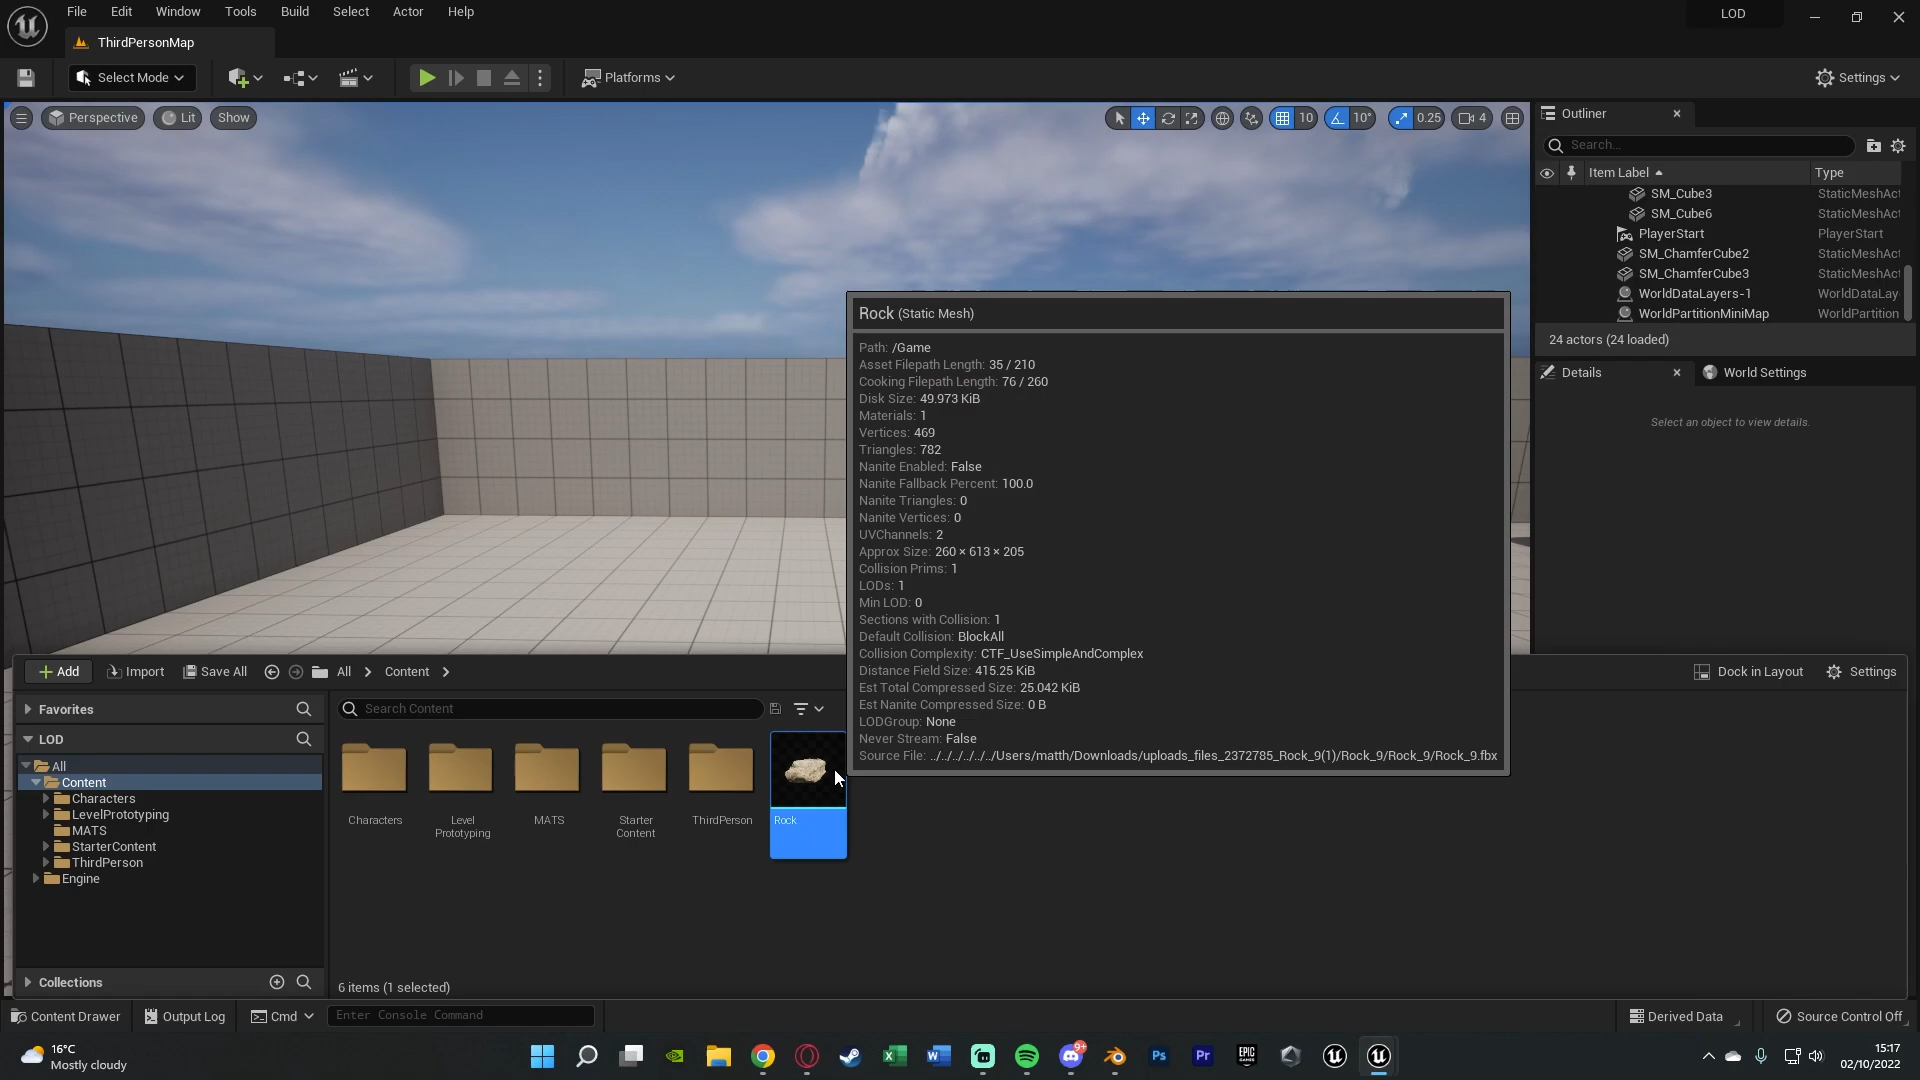 File Edit Window Tools Build Select Actor Help
LOD
ThirdPersonMap
Select Mode
Platforms
Settings
Perspective
Lit
Show
10
10°
0.25
4
Outliner
Search...
Item Label
Type
SM_Cube3
StaticMeshAct
SM_Cube6
StaticMeshAct
PlayerStart
PlayerStart
SM_ChamferCube2
StaticMeshAct
SM_ChamferCube3
StaticMeshAct
WorldDataLayers-1
WorldDataLay
WorldPartitionMiniMap
WorldPartition
24 actors (24 loaded)
Details
World Settings
Select an object to view details.
Rock (Static Mesh)
Path: /Game
Asset Filepath Length: 35 / 210
Cooking Filepath Length: 76 / 260
Disk Size: 49.973 KiB
Materials: 1
Vertices: 469
Triangles: 782
Nanite Enabled: False
Nanite Fallback Percent: 100.0
Nanite Triangles: 0
Nanite Vertices: 0
UVChannels: 2
Approx Size: 260 × 613 × 205
Collision Prims: 1
LODs: 1
Min LOD: 0
Sections with Collision: 1
Default Collision: BlockAll
Collision Complexity: CTF_UseSimpleAndComplex
Distance Field Size: 415.25 KiB
Est Total Compressed Size: 25.042 KiB
Est Nanite Compressed Size: 0 B
LODGroup: None
Never Stream: False
Source File: ../../../../../../Users/matth/Downloads/uploads_files_2372785_Rock_9(1)/Rock_9/Rock_9/Rock_9.fbx
Add
Import
Save All
All
Content
Dock in Layout
Settings
Favorites
LOD
All
Content
Characters
LevelPrototyping
MATS
StarterContent
ThirdPerson
Engine
Collections
Search Content
Characters
Level
Prototyping
MATS
Starter
Content
ThirdPerson
Rock
6 items (1 selected)
Content Drawer
Output Log
Cmd
Enter Console Command
Derived Data
Source Control Off
16°C
Mostly cloudy
9+
Ps
Pr
EPIC
GAMES
15:17
02/10/2022